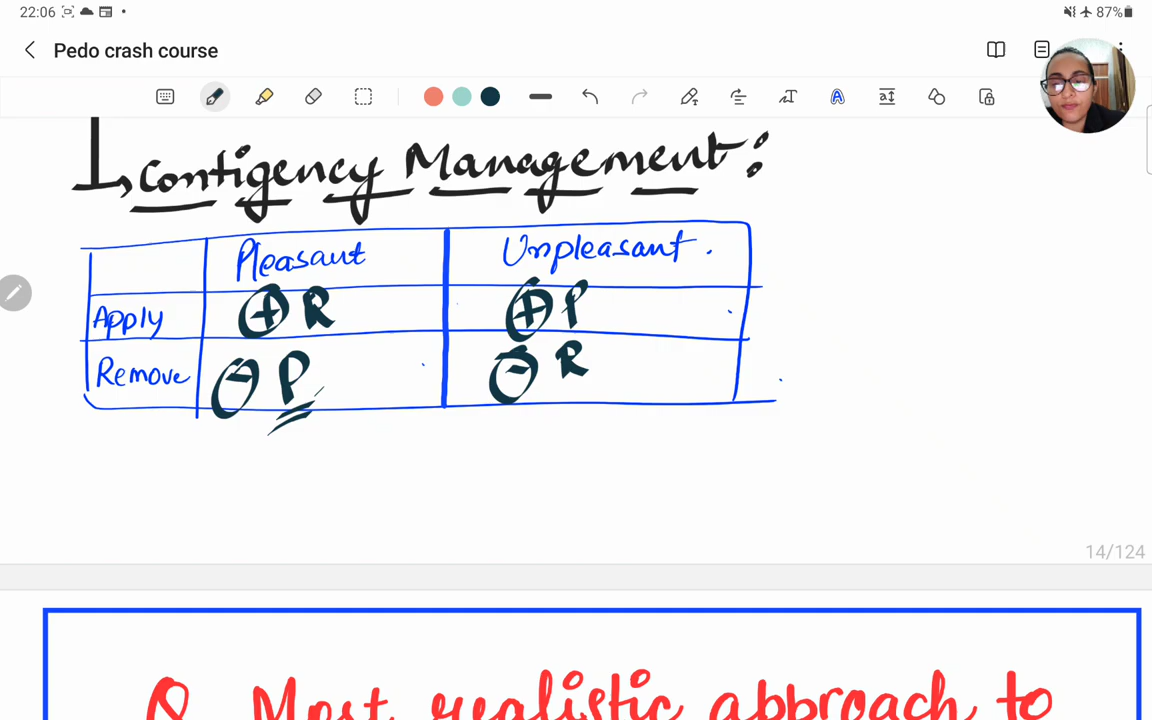 22:06 87%
Pedo crash course
Contigency Management:
Pleasant Unpleasant.
Apply + R + P
Remove - P - R
14/124
Q Most realistic approach to